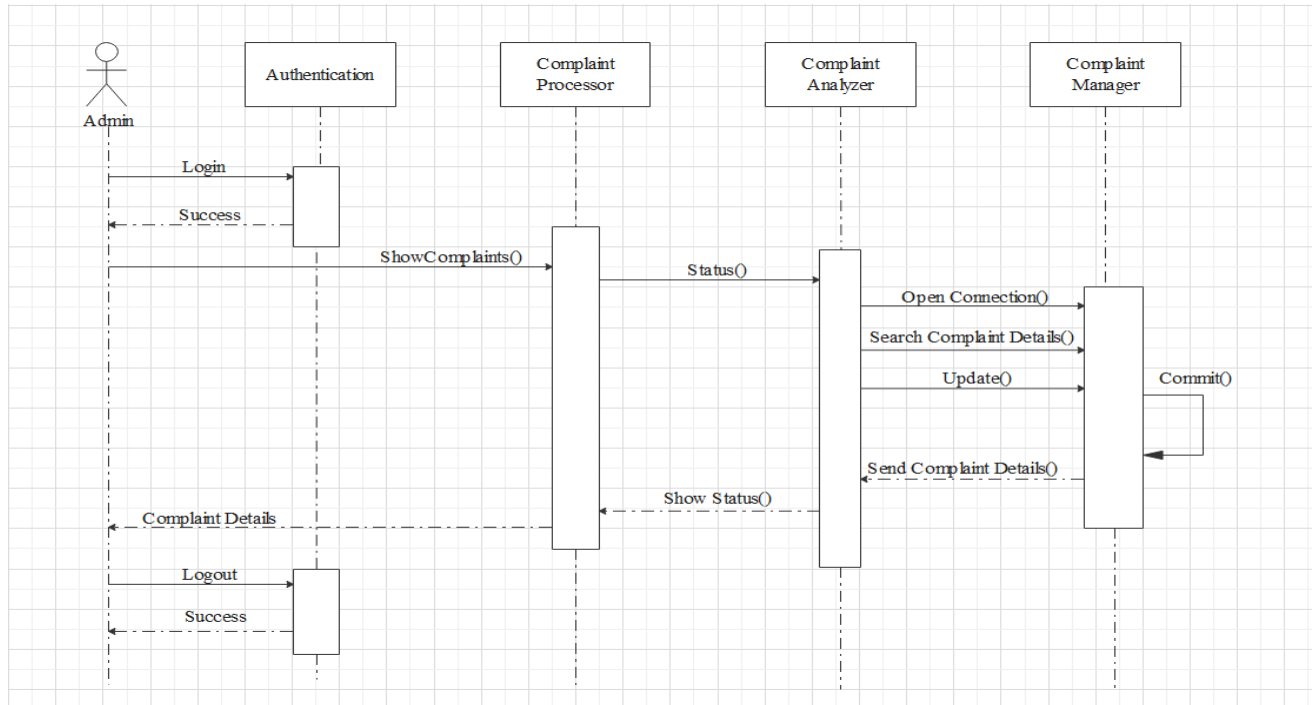 Authentication
Complaint
Processor
Complaint
Analyzer
Complaint
Manager
Admin
Login
Success
ShowComplaints()
Status()
Open Connection()
Search Complaint Details()
Update()
Commit()
Send Complaint Details()
Show Status()
Complaint Details
Logout
Success